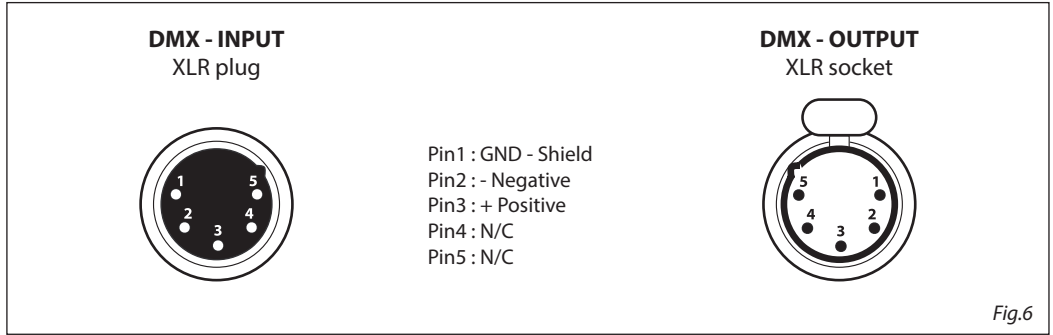 DMX - INPUT
XLR plug
DMX - OUTPUT
XLR socket
1
5
2
4
3
Pin1 : GND - Shield
Pin2 : - Negative
Pin3 : + Positive
Pin4 : N/C
Pin5 : N/C
5
1
4
2
3
Fig.6